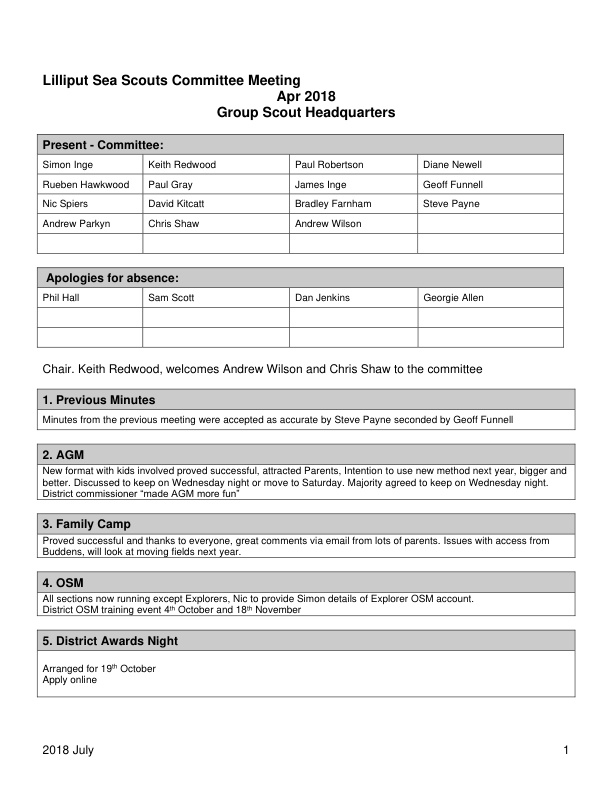 Lilliput Sea Scouts Committee Meeting
Apr 2018
Group Scout Headquarters
Present - Committee:
Simon Inge Keith Redwood Paul Robertson Diane Newell
Rueben Hawkwood Paul Gray James Inge Geoff Funnell
Nic Spiers David Kitcatt Bradley Farnham Steve Payne
Andrew Parkyn Chris Shaw Andrew Wilson
Apologies for absence:
Phil Hall Sam Scott Dan Jenkins Georgie Allen
Chair. Keith Redwood, welcomes Andrew Wilson and Chris Shaw to the committee
1. Previous Minutes
Minutes from the previous meeting were accepted as accurate by Steve Payne seconded by Geoff Funnell
2. AGM
New format with kids involved proved successful, attracted Parents, Intention to use new method next year, bigger and
better. Discussed to keep on Wednesday night or move to Saturday. Majority agreed to keep on Wednesday night.
District commissioner “made AGM more fun”
3. Family Camp
Proved successful and thanks to everyone, great comments via email from lots of parents. Issues with access from
Buddens, will look at moving fields next year.
4. OSM
All sections now running except Explorers, Nic to provide Simon details of Explorer OSM account.
District OSM training event 4th October and 18th November
5. District Awards Night
Arranged for 19th October
Apply online
2018 July 1